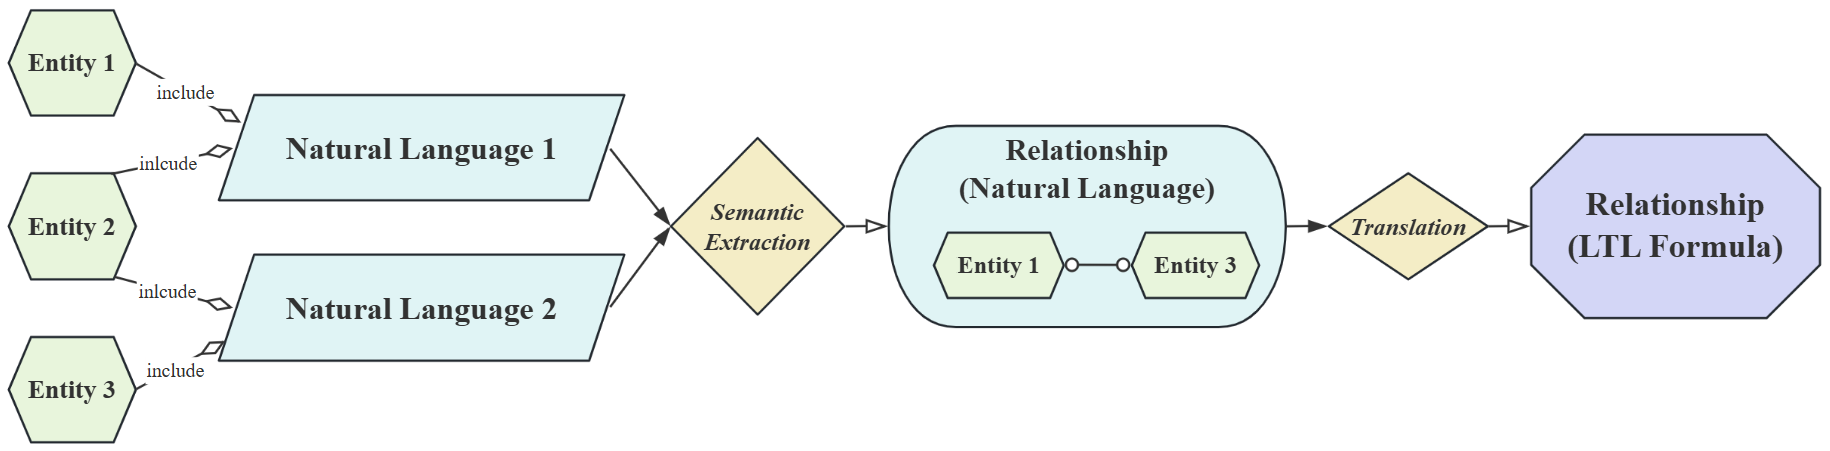 Entity 1
include
Natural Language 1
inlcude
Entity 2
inlcude
Natural Language 2
include
Entity 3
Semantic
Extraction
Relationship
(Natural Language)
Entity 1
Entity 3
Translation
Relationship
(LTL Formula)